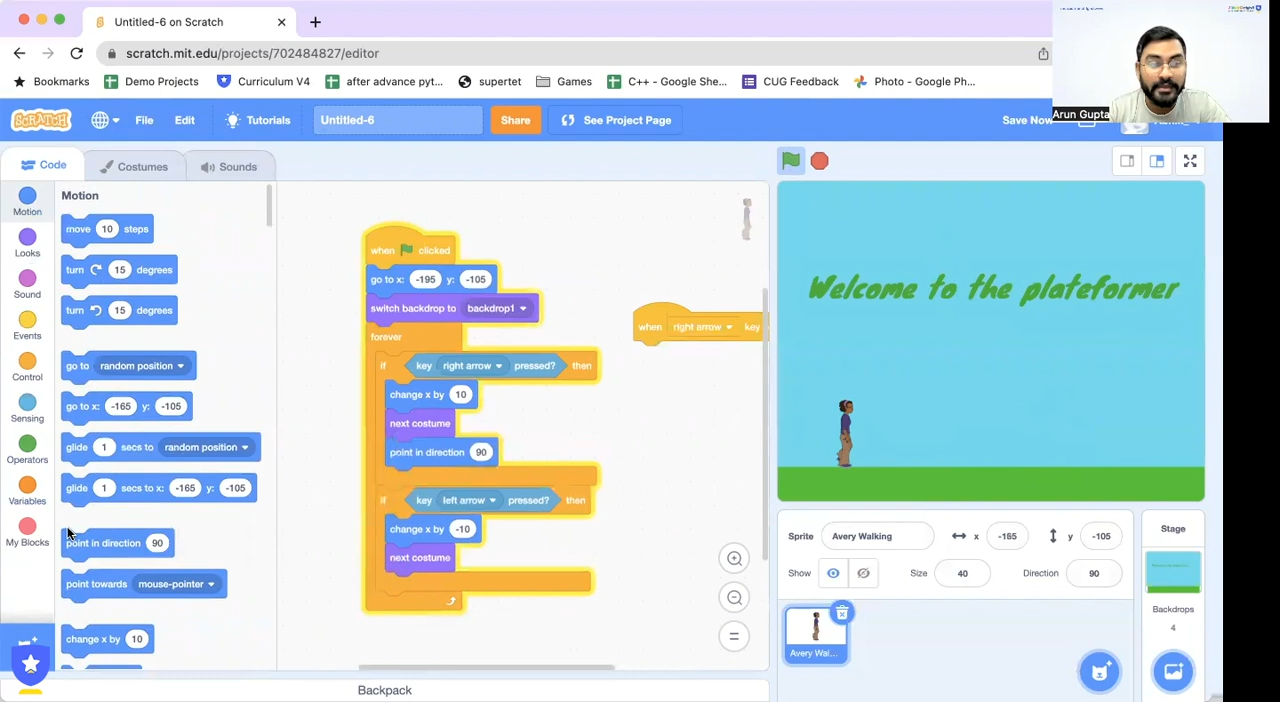 Untitled-6 on Scratch
scratch.mit.edu/projects/702484827/editor
Bookmarks Demo Projects Curriculum V4 after advance pyt... supertet Games C++ - Google She... CUG Feedback Photo - Google Ph...
Arun Gupta
SCRATCH File Edit Tutorials Untitled-6 Share See Project Page Save Now
Code Costumes Sounds
Motion
Looks
Sound
Events
Control
Sensing
Operators
Variables
My Blocks
Motion
move 10 steps
turn 15 degrees
turn 15 degrees
go to random position
go to x: -165 y: -105
glide 1 secs to random position
glide 1 secs to x: -165 y: -105
point in direction 90
point towards mouse-pointer
change x by 10
when clicked
go to x: -195 y: -105
switch backdrop to backdrop1
forever
if key right arrow pressed? then
change x by 10
next costume
point in direction 90
if key left arrow pressed? then
change x by -10
next costume
when right arrow key
Welcome to the plateformer
Sprite Avery Walking x -165 y -105
Show Size 40 Direction 90
Avery Wal...
Stage
Backdrops
4
Backpack